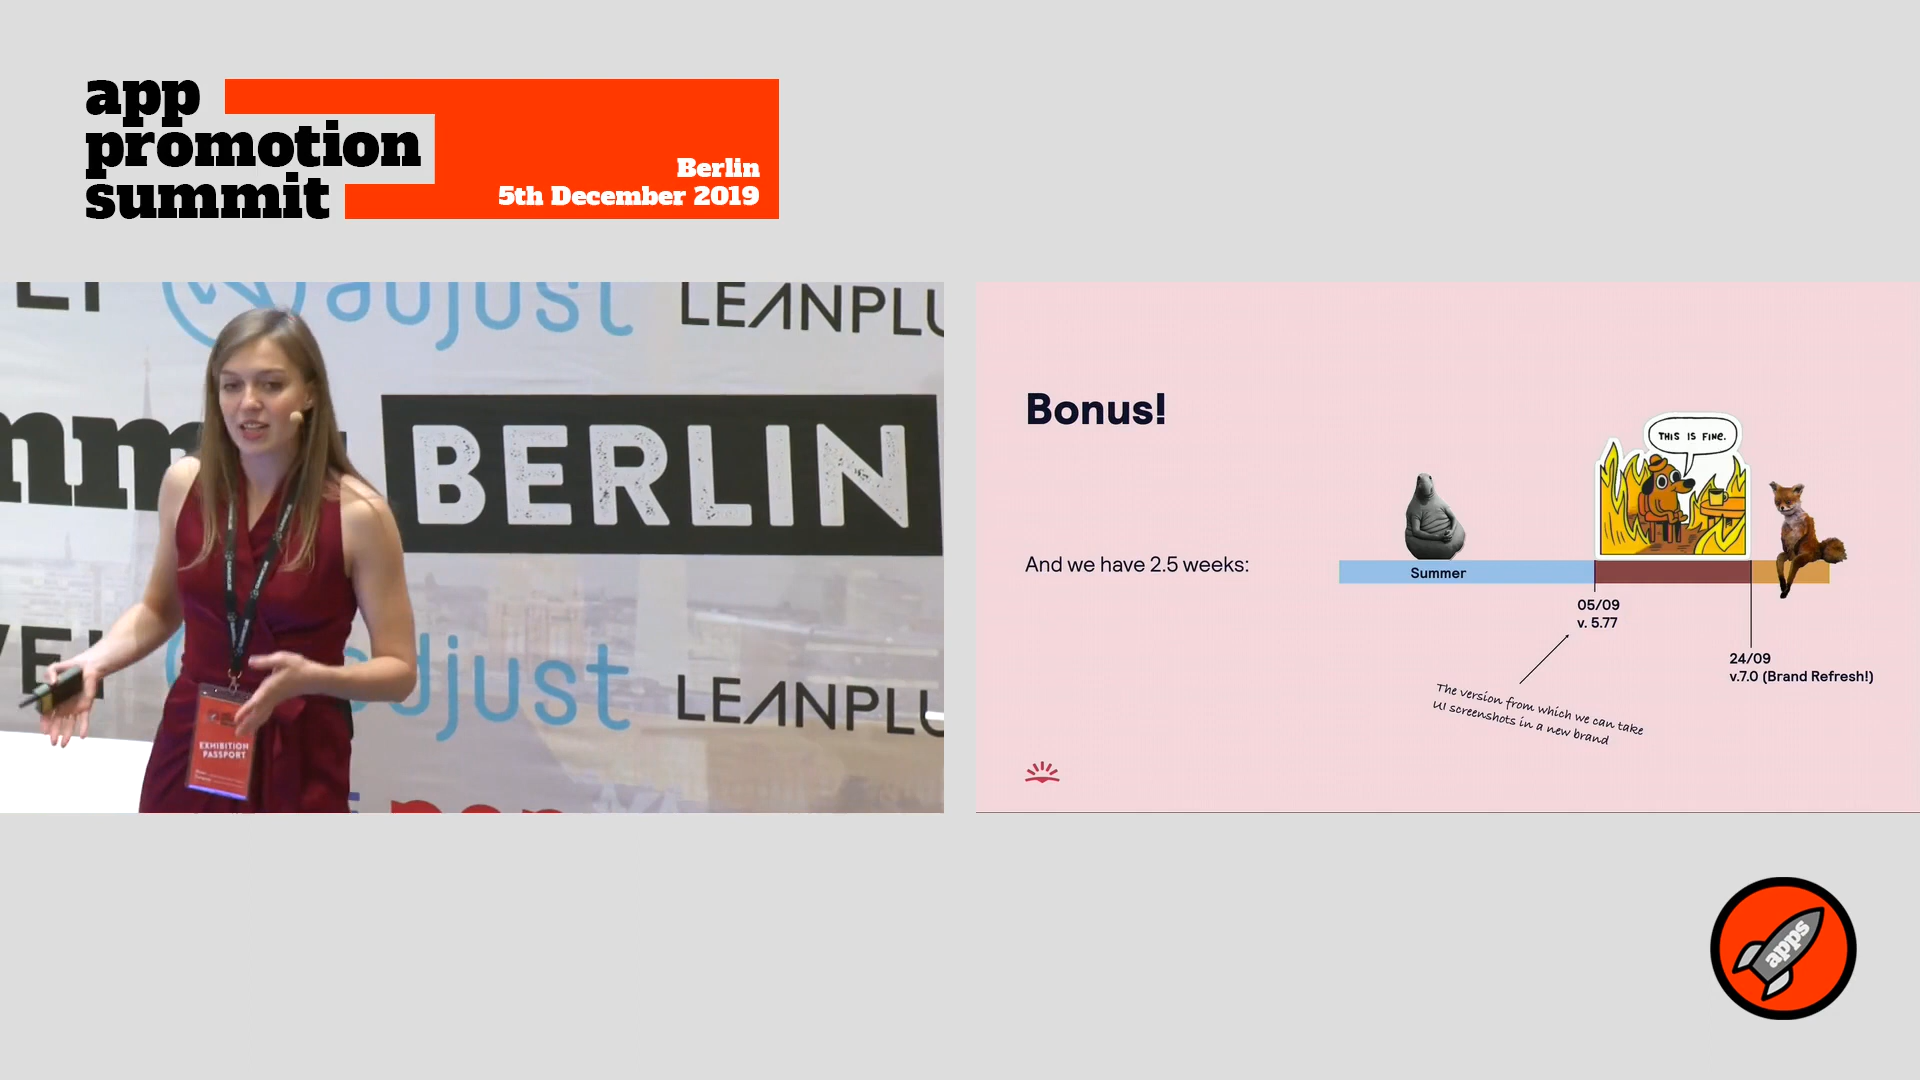 app
promotion
summit
Berlin
5th December 2019
adjust
LEANPLU
BERLIN
adjust
LEANPLU
EXHIBITION
PASSPORT
Bonus!
THIS IS FINE.
And we have 2.5 weeks:
Summer
05/09
v. 5.77
24/09
v.7.0 (Brand Refresh!)
The version from which we can take
UI screenshots in a new brand
apps